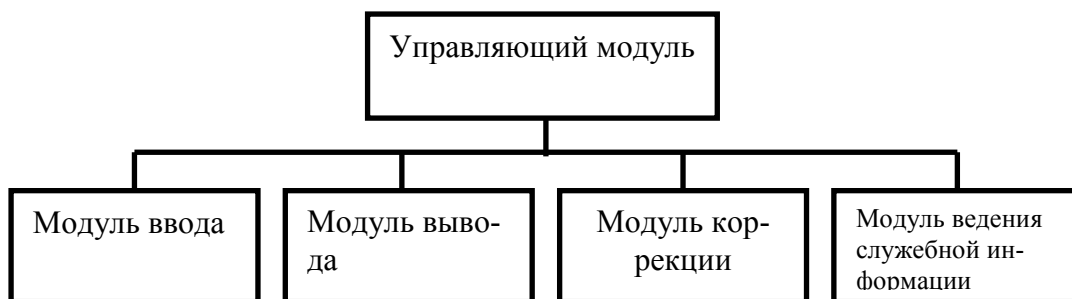 Управляющий модуль
Модуль ввода
Модуль выво-
да
Модуль кор-
рекции
Модуль ведения
служебной ин-
формации